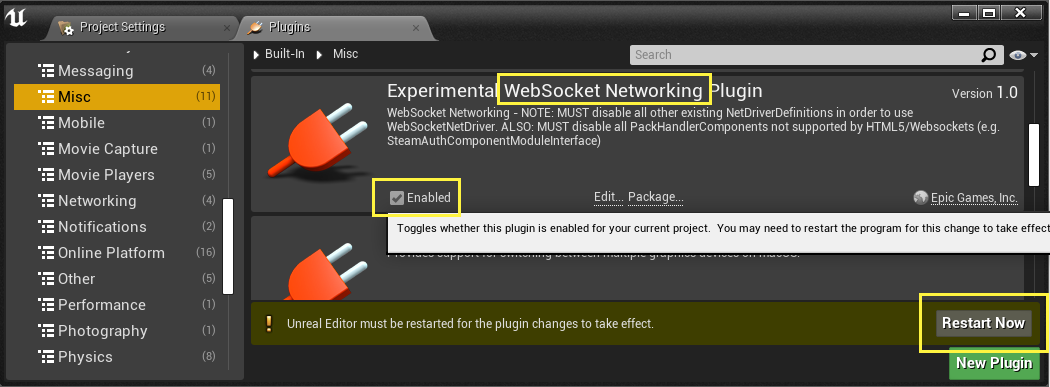 Project Settings
Plugins
Messaging (4)
Misc (11)
Mobile (2)
Movie Capture (1)
Movie Players (5)
Networking (4)
Notifications (2)
Online Platform (16)
Other (5)
Performance (1)
Photography (1)
Physics (8)
Built-In Misc
Search
Experimental WebSocket Networking Plugin
Version 1.0
WebSocket Networking - NOTE: MUST disable all other existing NetDriverDefinitions in order to use
WebSocketNetDriver. ALSO: MUST disable all PackHandlerComponents not supported by HTML5/Websockets (e.g.
SteamAuthComponentModuleInterface)
Enabled
Edit... Package...
Epic Games, Inc.
Toggles whether this plugin is enabled for your current project. You may need to restart the program for this change to take effect
Provides support for switching between multiple graphics devices on macOS.
Unreal Editor must be restarted for the plugin changes to take effect.
Restart Now
New Plugin